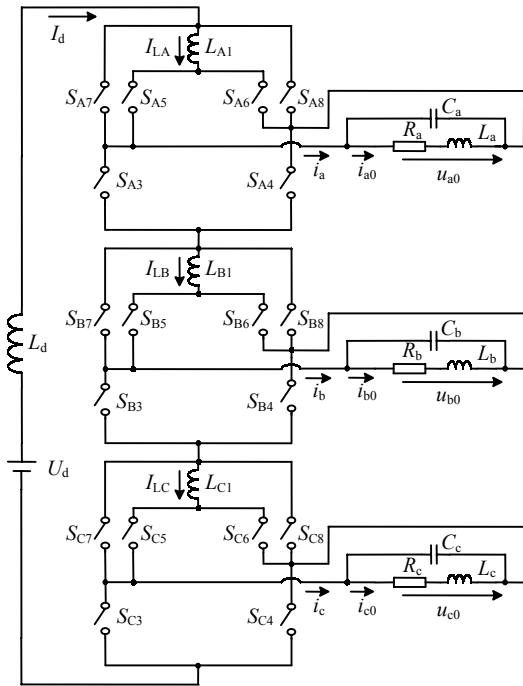 I_d
I_LA L_A1
S_A7 S_A5 S_A6 S_A8
C_a
R_a L_a
S_A3 S_A4 i_a i_a0 u_a0
I_LB L_B1
S_B7 S_B5 S_B6 S_B8
L_d
C_b
R_b L_b
S_B3 S_B4 i_b i_b0 u_b0
U_d
I_LC L_C1
S_C7 S_C5 S_C6 S_C8
C_c
R_c L_c
S_C3 S_C4 i_c i_c0 u_c0